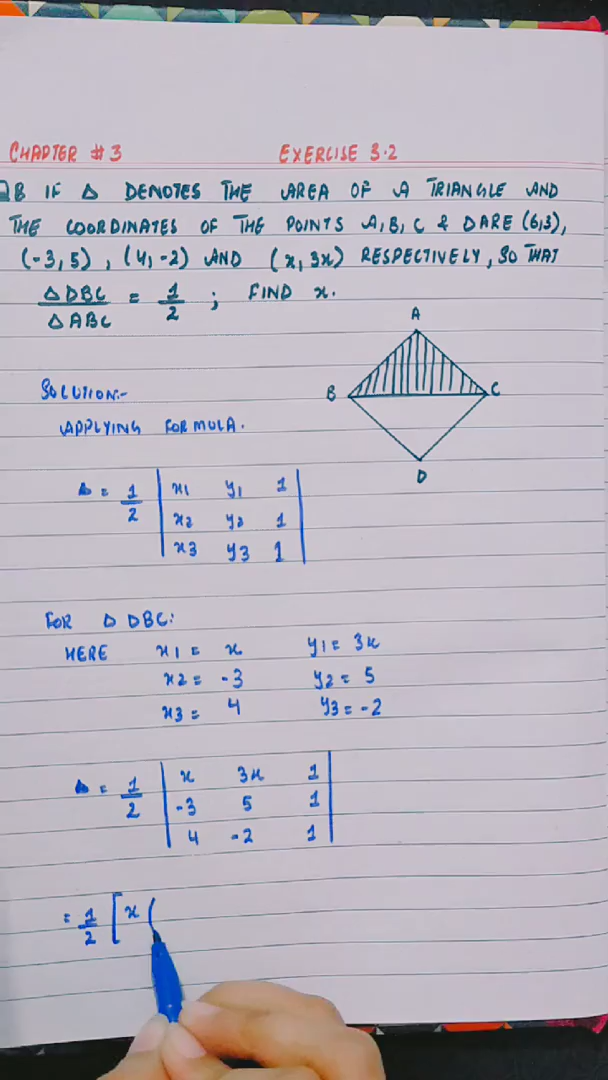 CHAPTER # 3 EXERCISE 3.2
Q8 IF Δ DENOTES THE AREA OF A TRIANGLE AND
THE COORDINATES OF THE POINTS A, B, C & D ARE (6,3),
(-3,5), (4,-2) AND (x, 3x) RESPECTIVELY, SO THAT
ΔDBC / ΔABC = 1/2 ; FIND x.
A
B C
D
SOLUTION:-
APPLYING FORMULA.
Δ = 1/2 | x1 y1 1
x2 y2 1
x3 y3 1 |
FOR Δ DBC:
HERE x1 = x y1 = 3x
x2 = -3 y2 = 5
x3 = 4 y3 = -2
Δ = 1/2 | x 3x 1
-3 5 1
4 -2 1 |
= 1/2 [ x (